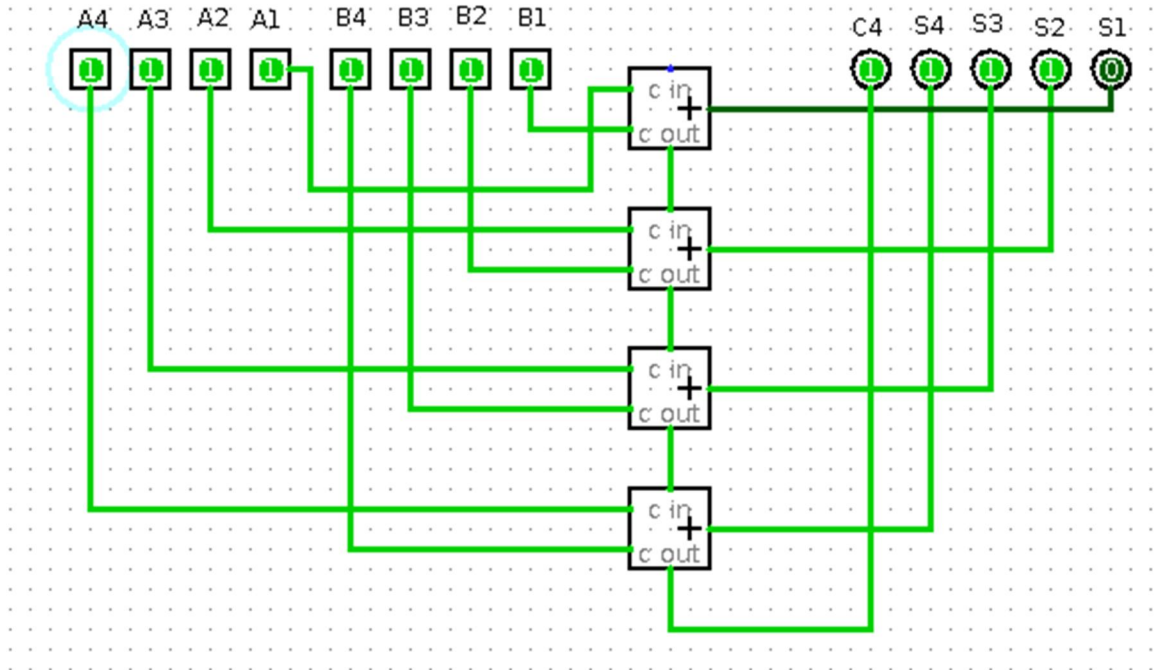 A4 A3 A2 A1 B4 B3 B2 B1 C4 S4 S3 S2 S1
1 1 1 1 1 1 1 1 1 1 1 1 0
c in
+
c out
c in
+
c out
c in
+
c out
c in
+
c out